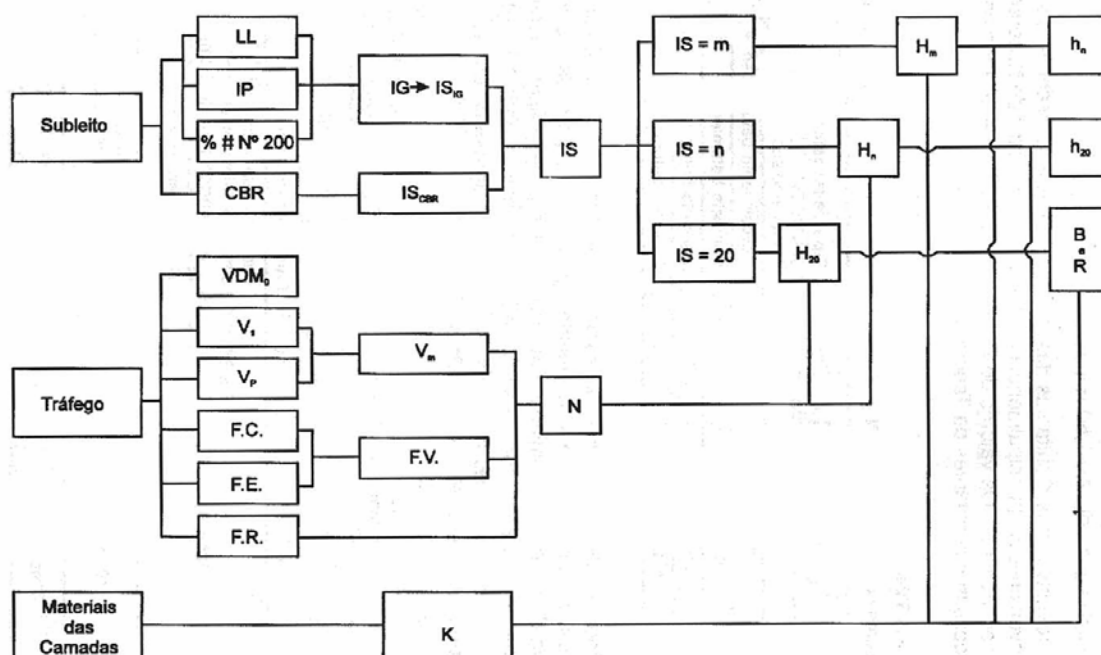 Subleito
LL
IP
% # Nº 200
CBR
IG → IS_IG
IS_CBR
IS
IS = m
IS = n
IS = 20
H_m
H_n
H_20
h_n
h_20
B
e
R
Tráfego
VDM_0
V_1
V_P
F.C.
F.E.
F.R.
V_m
F.V.
N
Materiais
das
Camadas
K